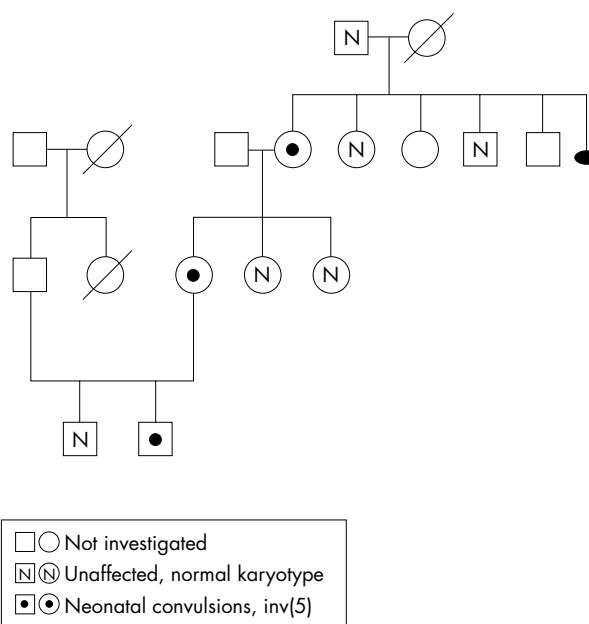 N
N N
N N
N
Not investigated
N N Unaffected, normal karyotype
Neonatal convulsions, inv(5)